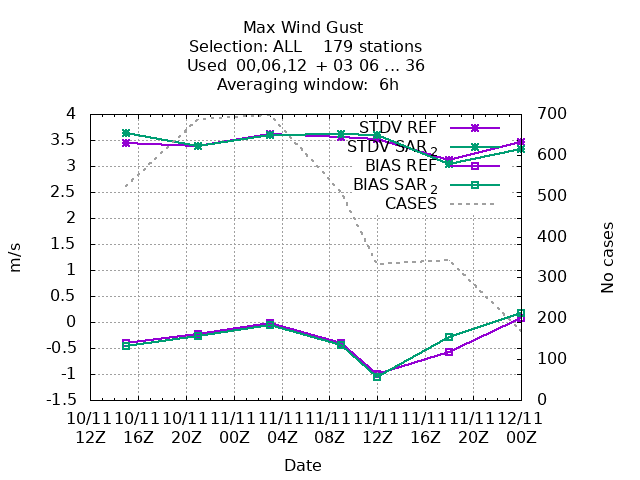 Max Wind Gust
Selection: ALL    179 stations
Used  00,06,12  + 03 06 ... 36
Averaging window:  6h
STDV REF
STDV SAR 2
BIAS REF
BIAS SAR 2
CASES
4
3.5
3
2.5
2
1.5
1
0.5
0
-0.5
-1
-1.5
m/s
700
600
500
400
300
200
100
0
No cases
10/11 10/11 10/11 11/11 11/11 11/11 11/11 11/11 11/11 12/11
12Z 16Z 20Z 00Z 04Z 08Z 12Z 16Z 20Z 00Z
Date